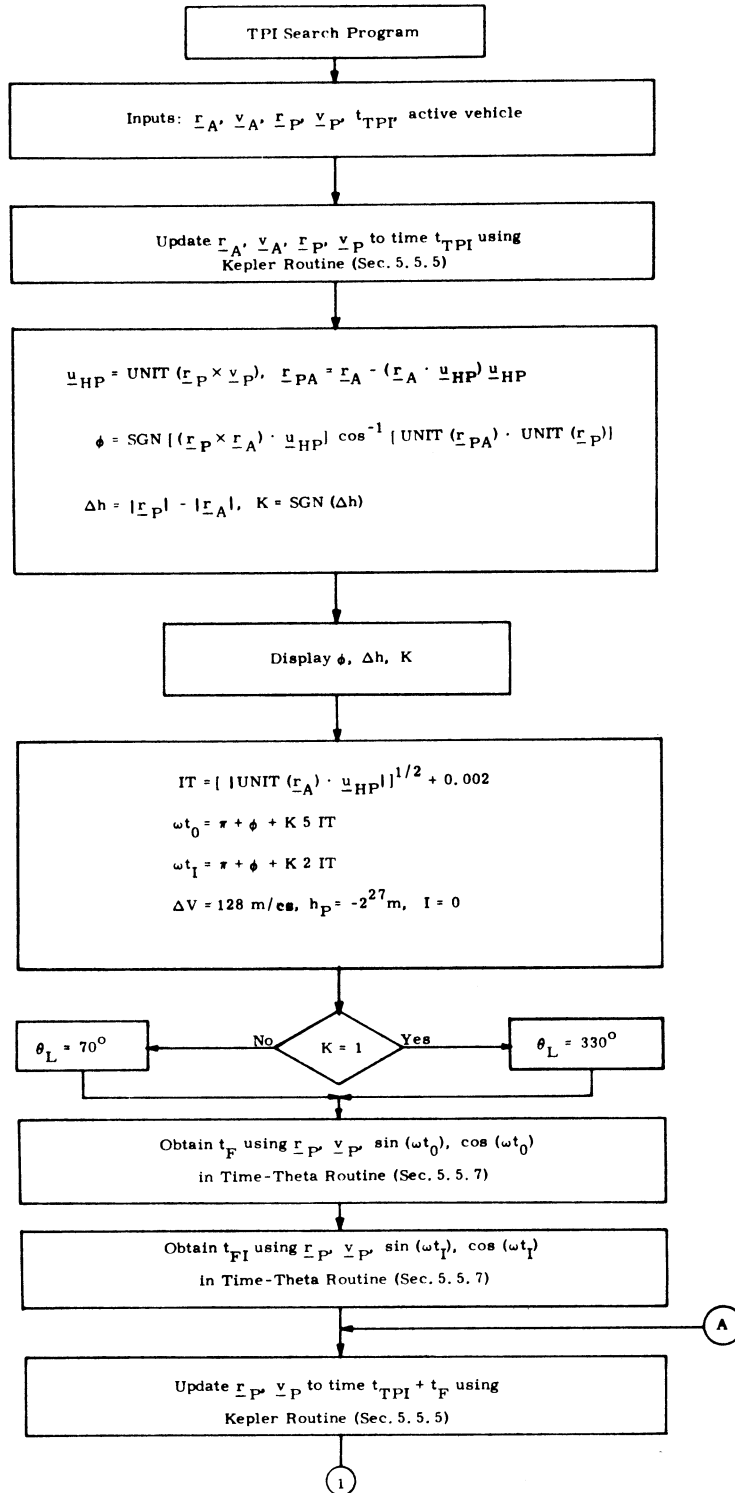 TPI Search Program
Inputs: r_A, v_A, r_P, v_P, t_TPI, active vehicle
Update r_A, v_A, r_P, v_P to time t_TPI using
Kepler Routine (Sec. 5.5.5)
u_HP = UNIT (r_P × v_P), r_PA = r_A - (r_A · u_HP) u_HP
ϕ = SGN [(r_P × r_A) · u_HP] cos^-1 [UNIT (r_PA) · UNIT (r_P)]
Δh = |r_P| - |r_A|, K = SGN (Δh)
Display ϕ, Δh, K
IT = [ |UNIT (r_A) · u_HP| ]^1/2 + 0.002
ωt_0 = π + ϕ + K 5 IT
ωt_I = π + ϕ + K 2 IT
ΔV = 128 m/cs, h_P = -2^27 m, I = 0
θ_L = 70°
No
K = 1
Yes
θ_L = 330°
Obtain t_F using r_P, v_P, sin (ωt_0), cos (ωt_0)
in Time-Theta Routine (Sec. 5.5.7)
Obtain t_FI using r_P, v_P, sin (ωt_I), cos (ωt_I)
in Time-Theta Routine (Sec. 5.5.7)
A
Update r_P, v_P to time t_TPI + t_F using
Kepler Routine (Sec. 5.5.5)
1